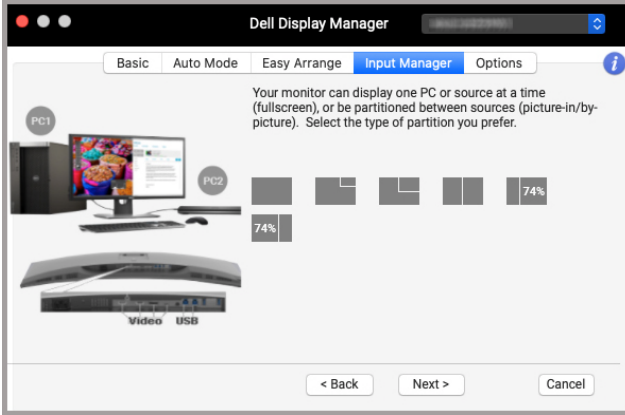 Dell Display Manager
Basic Auto Mode Easy Arrange Input Manager Options
i
Your monitor can display one PC or source at a time
(fullscreen), or be partitioned between sources (picture-in/by-
picture). Select the type of partition you prefer.
PC1
PC2
74%
74%
Video USB
< Back Next > Cancel